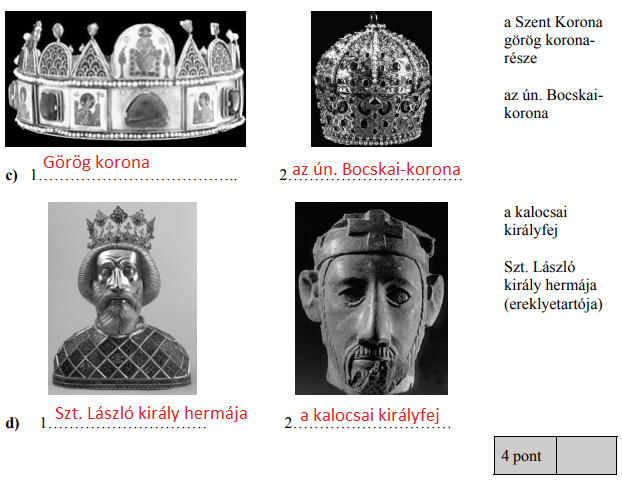 a Szent Korona
görög korona-
része
az ún. Bocskai-
korona
Görög korona
az ún. Bocskai-korona
c) 1……………………………….. 2…………………………
a kalocsai
királyfej
Szt. László
király hermája
(ereklyetartója)
Szt. László király hermája
a kalocsai királyfej
d) 1………………………… 2…………………………
4 pont